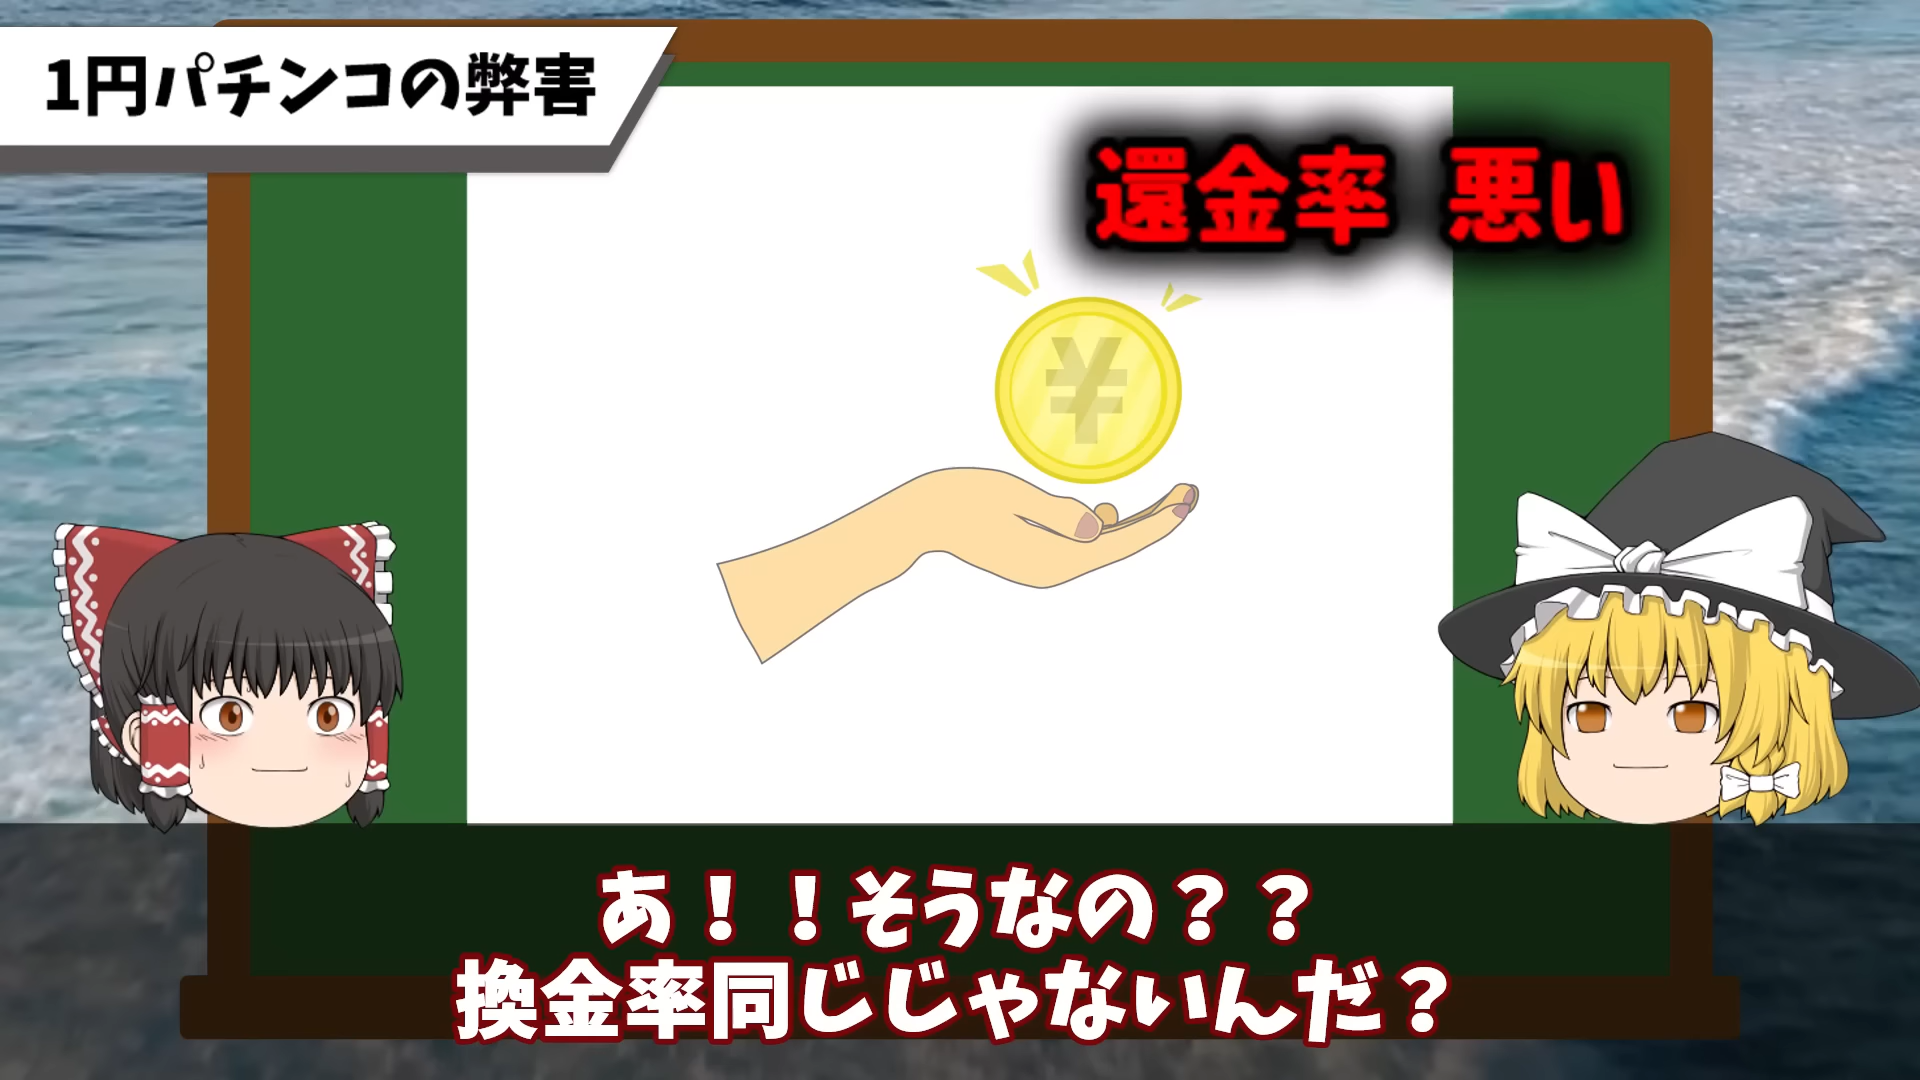 1円パチンコの弊害
還金率 悪い
¥
あ！！そうなの？？
換金率同じじゃないんだ？